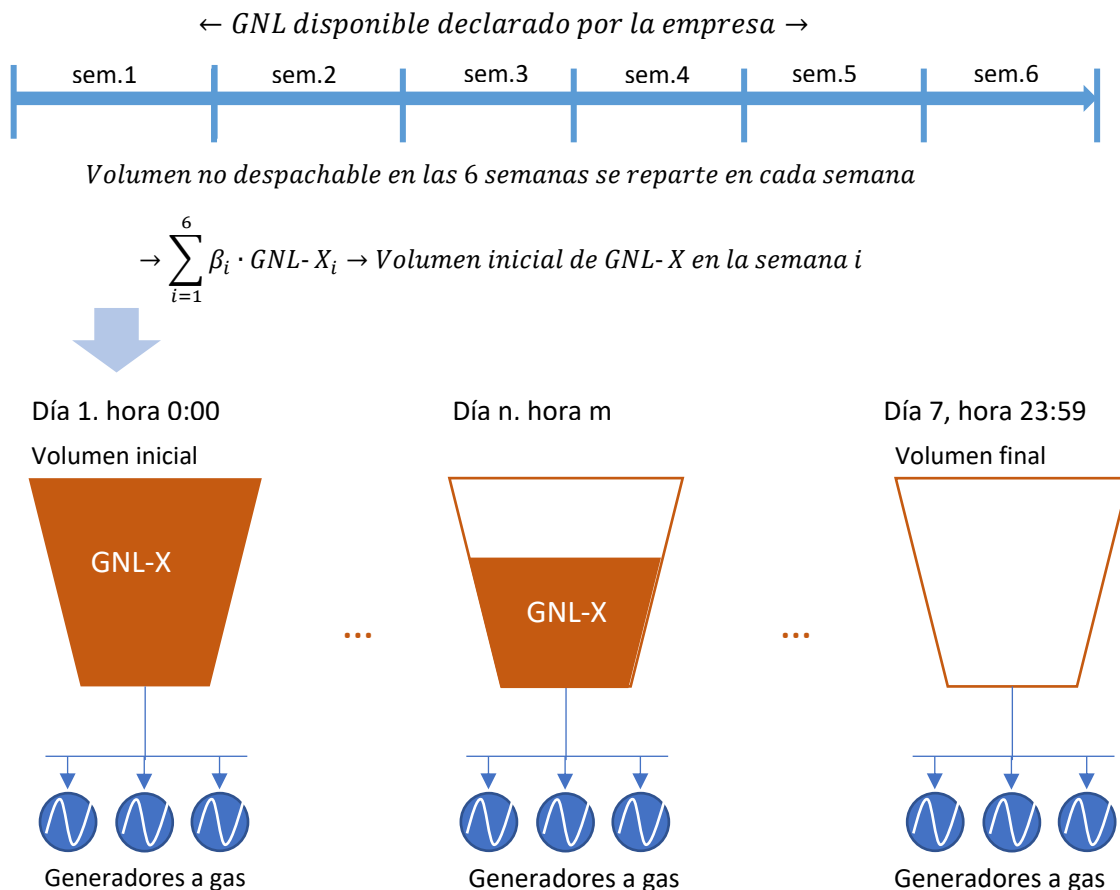 ← GNL disponible declarado por la empresa →
sem.1 sem.2 sem.3 sem.4 sem.5 sem.6
Volumen no despachable en las 6 semanas se reparte en cada semana
→ ∑_{i=1}^{6} β_i · GNL- X_i → Volumen inicial de GNL- X en la semana i
Día 1. hora 0:00 Día n. hora m Día 7, hora 23:59
Volumen inicial Volumen final
GNL-X
GNL-X
... ...
Generadores a gas Generadores a gas Generadores a gas